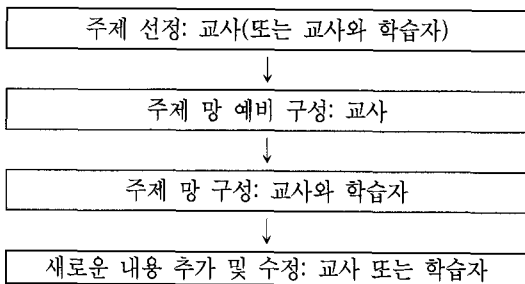 주제 선정: 교사(또는 교사와 학습자)
주제 망 예비 구성: 교사
주제 망 구성: 교사와 학습자
새로운 내용 추가 및 수정: 교사 또는 학습자